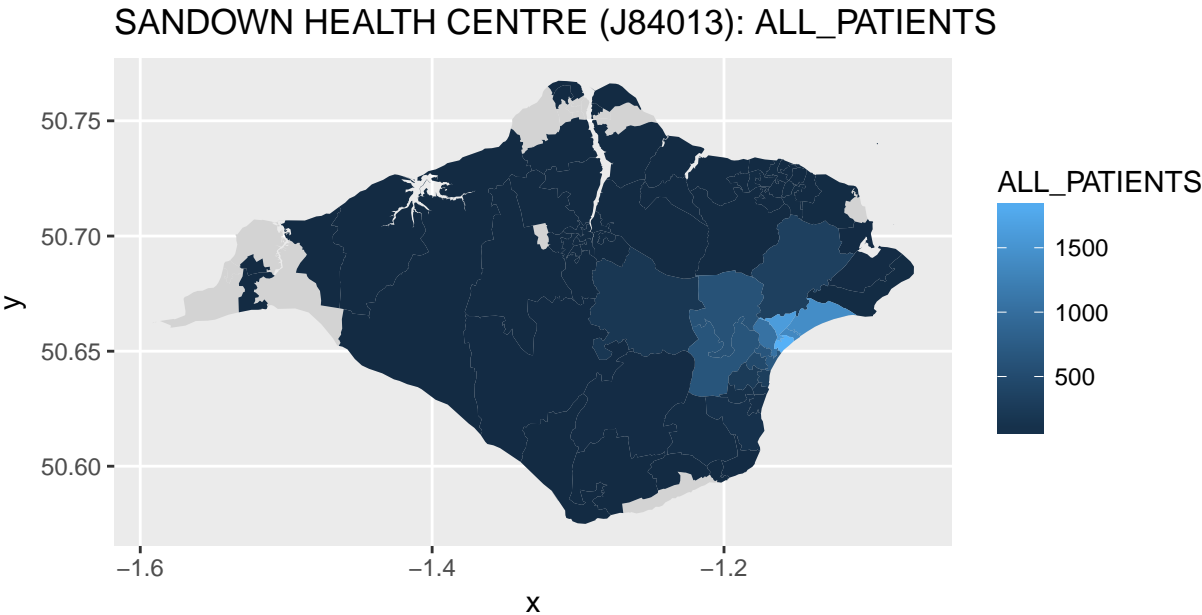 SANDOWN HEALTH CENTRE (J84013): ALL_PATIENTS
50.75
50.70
50.65
50.60
y
−1.6
−1.4
−1.2
x
ALL_PATIENTS
1500
1000
500